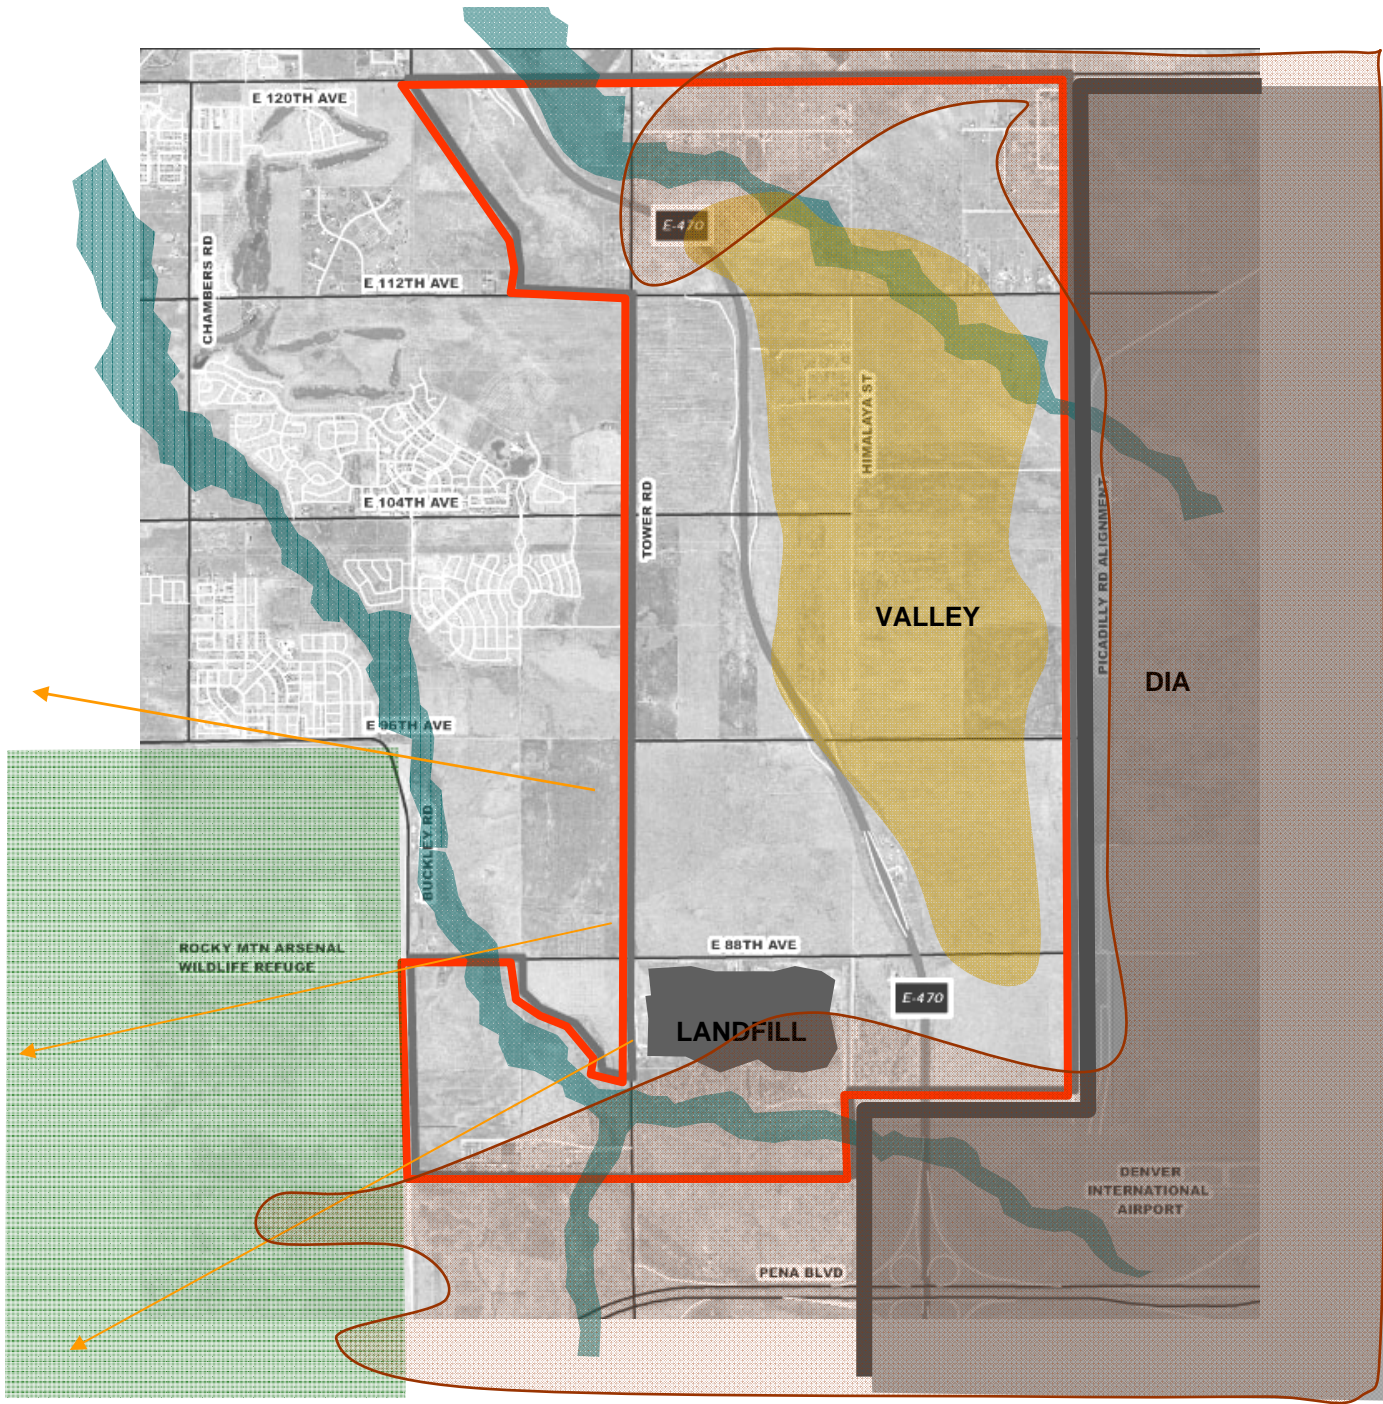 E 120TH AVE
E-470
CHAMBERS RD
E 112TH AVE
HIMALAYA ST
E 104TH AVE
TOWER RD
PICADILLY RD ALIGNMENT
VALLEY
DIA
E 96TH AVE
BUCKLEY RD
ROCKY MTN ARSENAL
WILDLIFE REFUGE
E 88TH AVE
E-470
LANDFILL
DENVER
INTERNATIONAL
AIRPORT
PENA BLVD